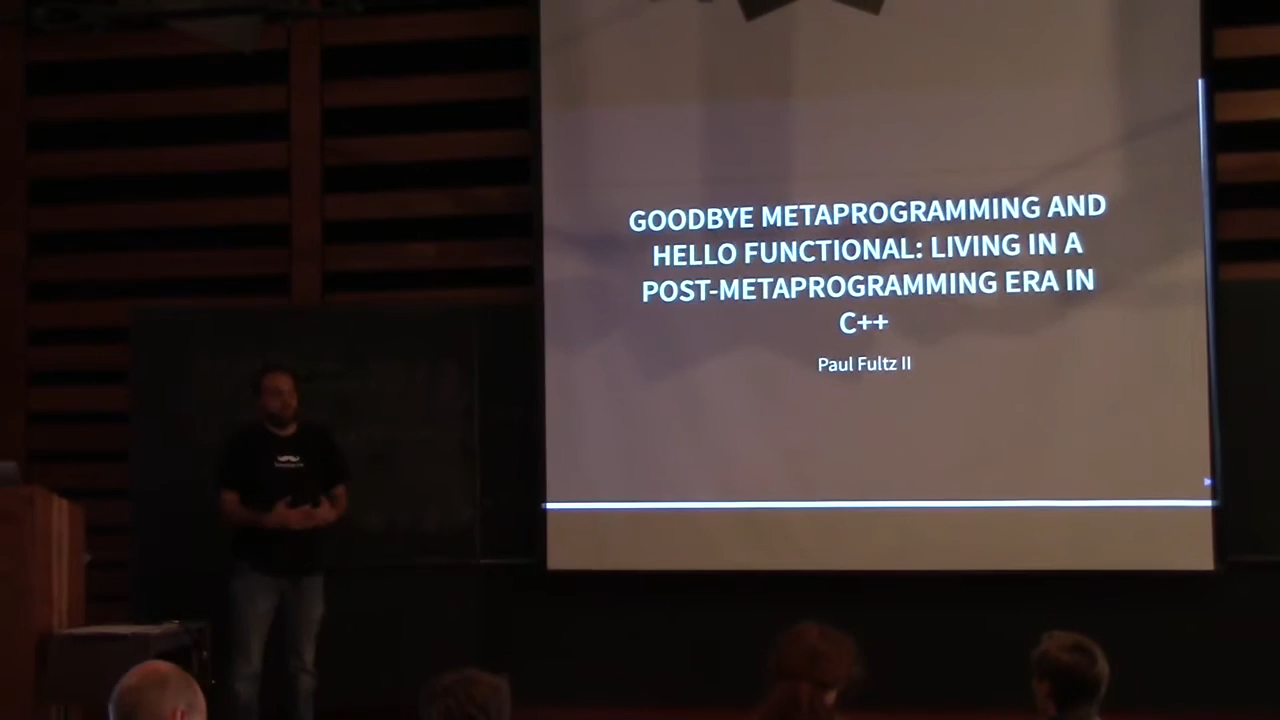 GOODBYE METAPROGRAMMING AND
HELLO FUNCTIONAL: LIVING IN A
POST-METAPROGRAMMING ERA IN
C++
Paul Fultz II